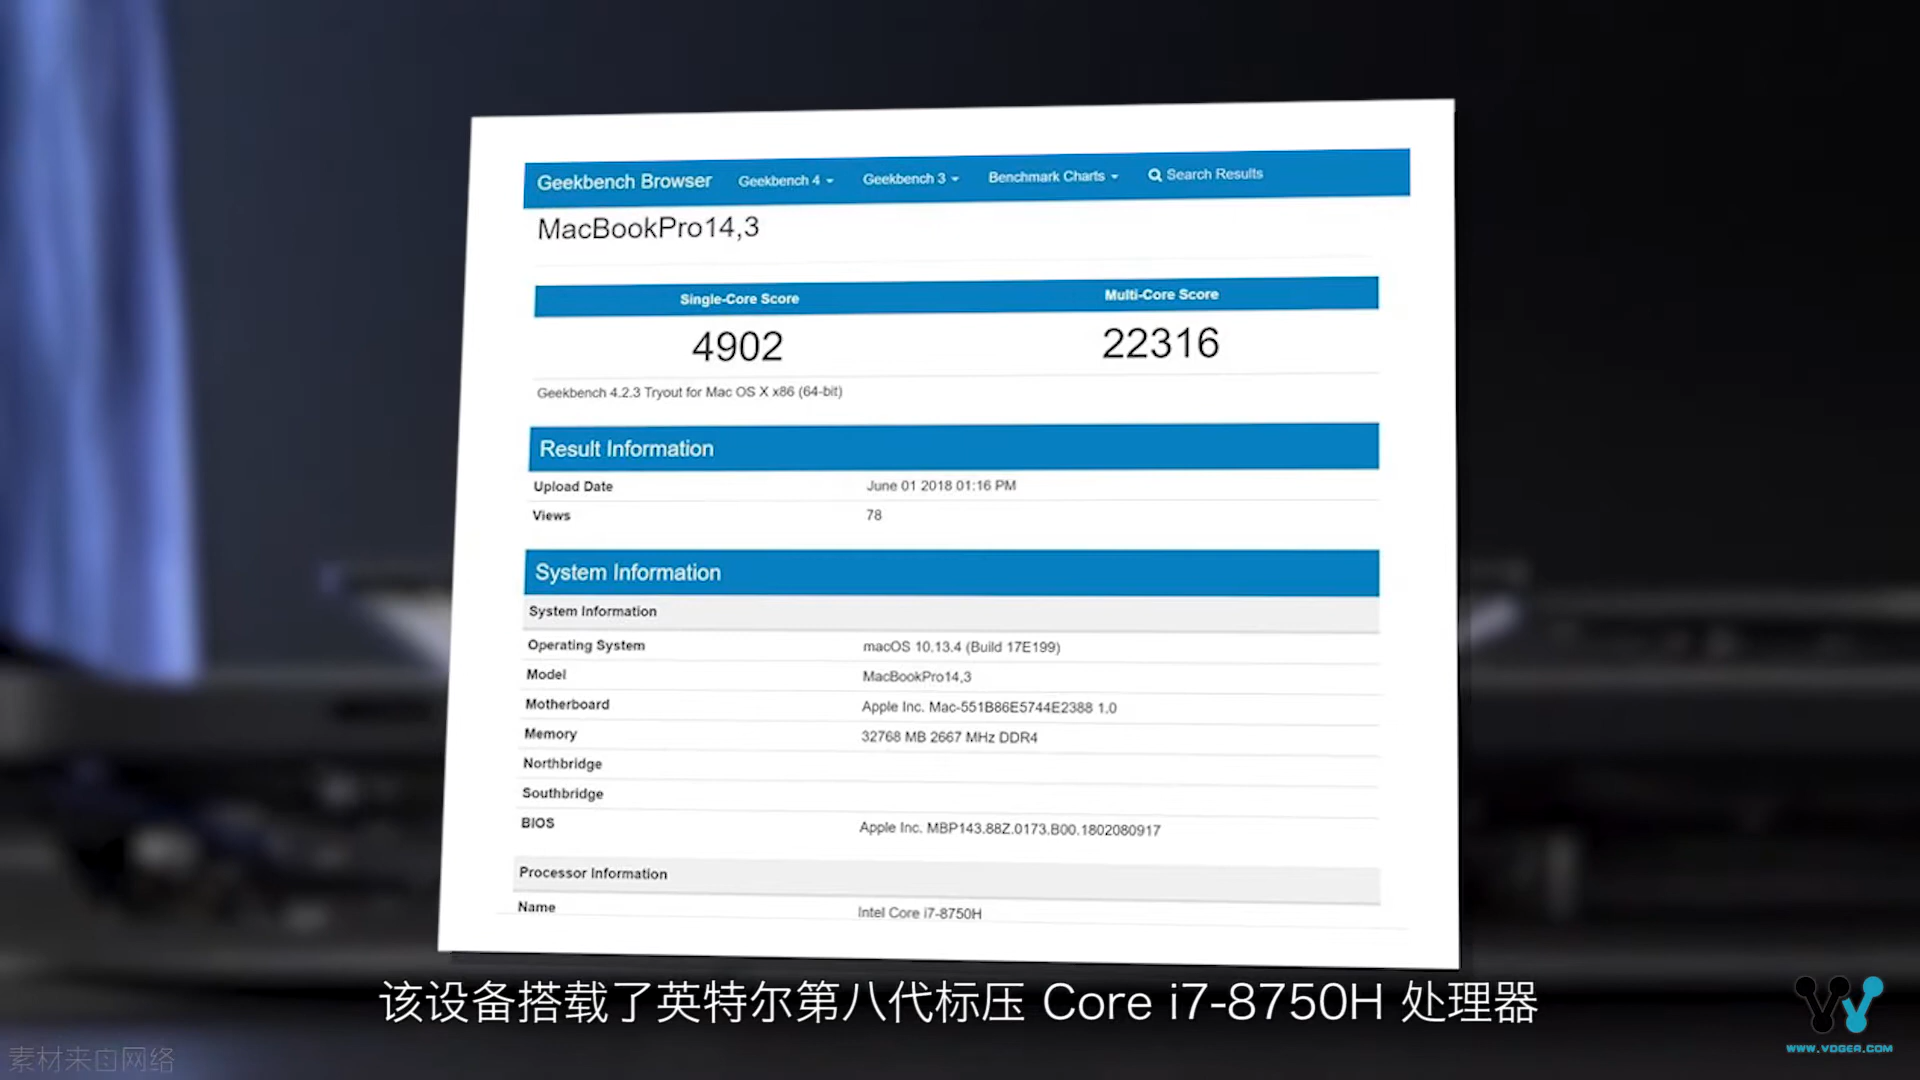 Geekbench Browser Geekbench 4 Geekbench 3 Benchmark Charts Search Results
MacBookPro14,3
Single-Core Score Multi-Core Score
4902 22316
Geekbench 4.2.3 Tryout for Mac OS X x86 (64-bit)
Result Information
Upload Date June 01 2018 01:16 PM
Views 78
System Information
System Information
Operating System macOS 10.13.4 (Build 17E199)
Model MacBookPro14,3
Motherboard Apple Inc. Mac-551B86E5744E2388 1.0
Memory 32768 MB 2667 MHz DDR4
Northbridge
Southbridge
BIOS Apple Inc. MBP143.88Z.0173.B00.1802080917
Processor Information
Name Intel Core i7-8750H
该设备搭载了英特尔第八代标压 Core i7-8750H 处理器
素材来自网络
WWW.VDGER.COM